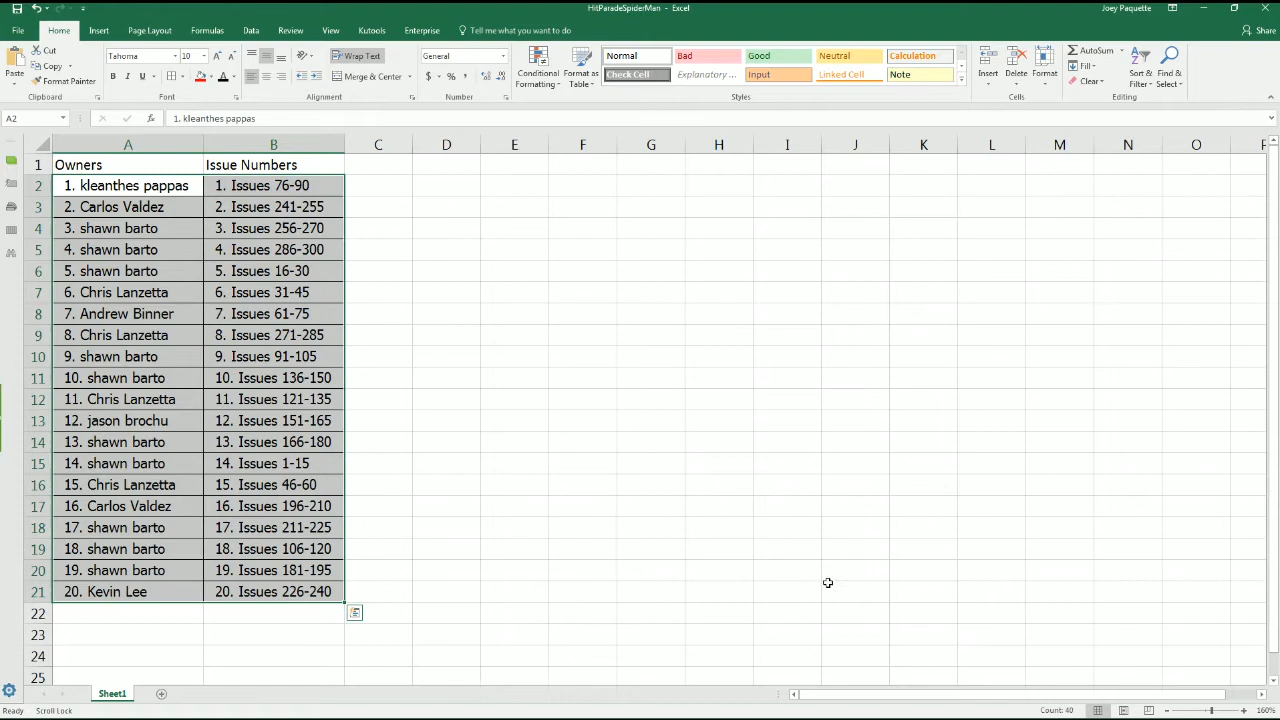 HitParadeSpiderMan - Excel
Joey Paquette
File Home Insert Page Layout Formulas Data Review View Kutools Enterprise Tell me what you want to do
Share
Paste
Cut
Copy
Format Painter
Clipboard
Tahoma 10
B I U
Font
Wrap Text
Merge & Center
Alignment
General
$ % ,
Number
Conditional Formatting
Format as Table
Normal Bad Good Neutral Calculation
Check Cell Explanatory ... Input Linked Cell Note
Styles
Insert Delete Format
Cells
AutoSum
Fill
Clear
Sort & Filter
Find & Select
Editing
A2
fx
1. kleanthes pappas
A B C D E F G H I J K L M N O P
1 Owners Issue Numbers
2 1. kleanthes pappas 1. Issues 76-90
3 2. Carlos Valdez 2. Issues 241-255
4 3. shawn barto 3. Issues 256-270
5 4. shawn barto 4. Issues 286-300
6 5. shawn barto 5. Issues 16-30
7 6. Chris Lanzetta 6. Issues 31-45
8 7. Andrew Binner 7. Issues 61-75
9 8. Chris Lanzetta 8. Issues 271-285
10 9. shawn barto 9. Issues 91-105
11 10. shawn barto 10. Issues 136-150
12 11. Chris Lanzetta 11. Issues 121-135
13 12. jason brochu 12. Issues 151-165
14 13. shawn barto 13. Issues 166-180
15 14. shawn barto 14. Issues 1-15
16 15. Chris Lanzetta 15. Issues 46-60
17 16. Carlos Valdez 16. Issues 196-210
18 17. shawn barto 17. Issues 211-225
19 18. shawn barto 18. Issues 106-120
20 19. shawn barto 19. Issues 181-195
21 20. Kevin Lee 20. Issues 226-240
22
23
24
25
Sheet1
Ready Scroll Lock
Count: 40
160%